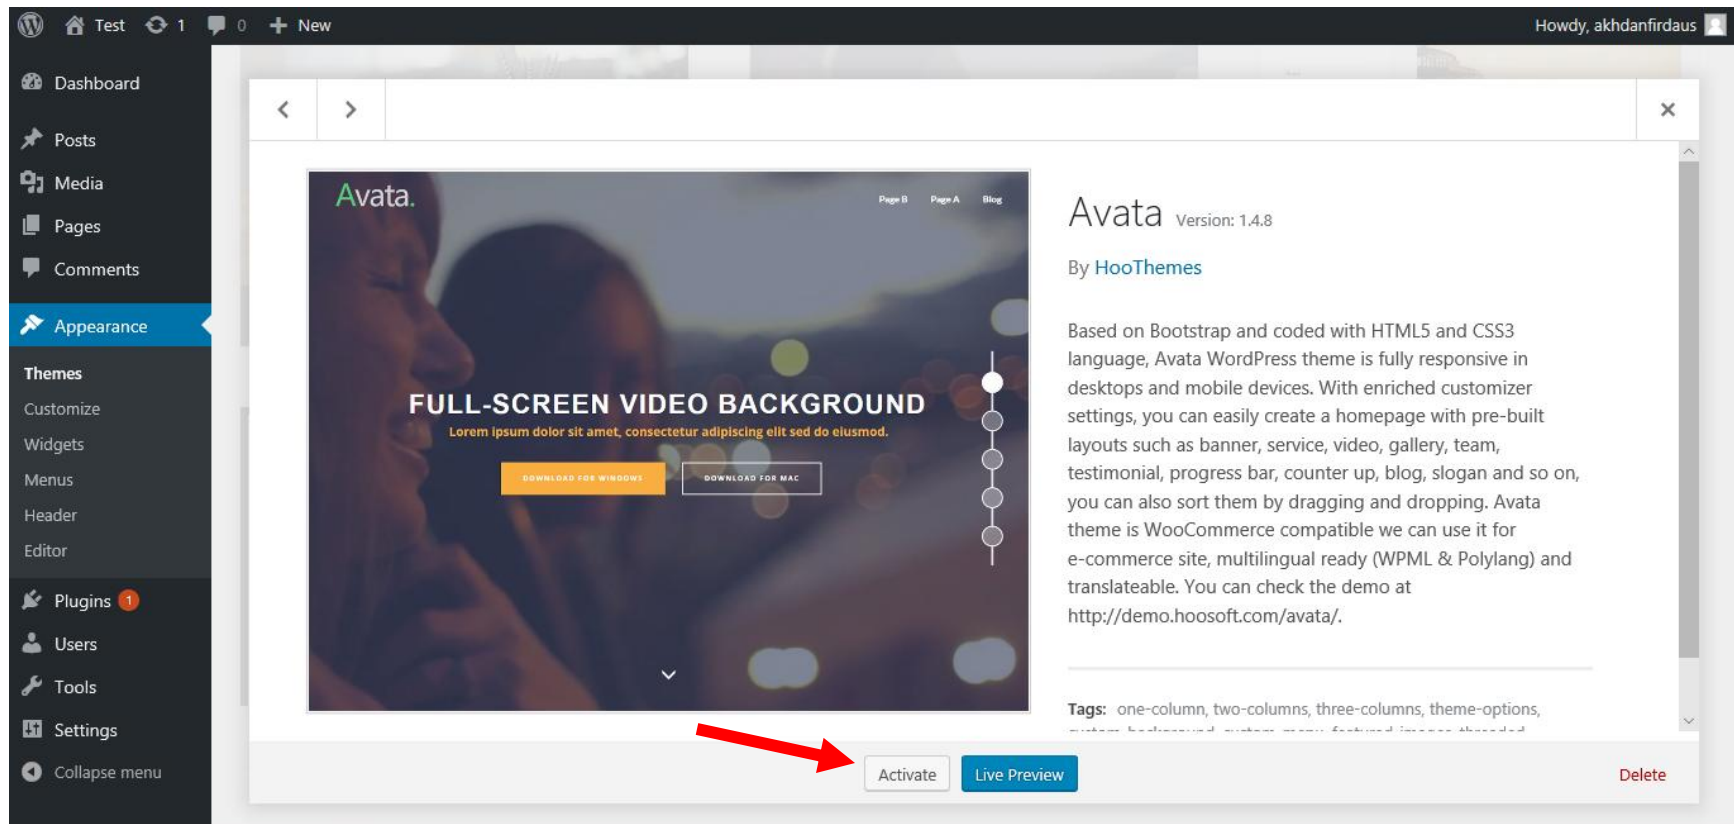 Test 1 0 New
Howdy, akhdanfirdaus
Dashboard
Posts
Media
Pages
Comments
Appearance
Themes
Customize
Widgets
Menus
Header
Editor
Plugins 1
Users
Tools
Settings
Collapse menu
Avata.
Page B Page A Blog
FULL-SCREEN VIDEO BACKGROUND
Lorem ipsum dolor sit amet, consectetur adipiscing elit sed do eiusmod.
DOWNLOAD FOR WINDOWS DOWNLOAD FOR MAC
Avata Version: 1.4.8
By HooThemes
Based on Bootstrap and coded with HTML5 and CSS3
language, Avata WordPress theme is fully responsive in
desktops and mobile devices. With enriched customizer
settings, you can easily create a homepage with pre-built
layouts such as banner, service, video, gallery, team,
testimonial, progress bar, counter up, blog, slogan and so on,
you can also sort them by dragging and dropping. Avata
theme is WooCommerce compatible we can use it for
e-commerce site, multilingual ready (WPML & Polylang) and
translateable. You can check the demo at
http://demo.hoosoft.com/avata/.
Tags: one-column, two-columns, three-columns, theme-options,
custom-background, custom-menu, featured-images, threaded
Activate Live Preview Delete